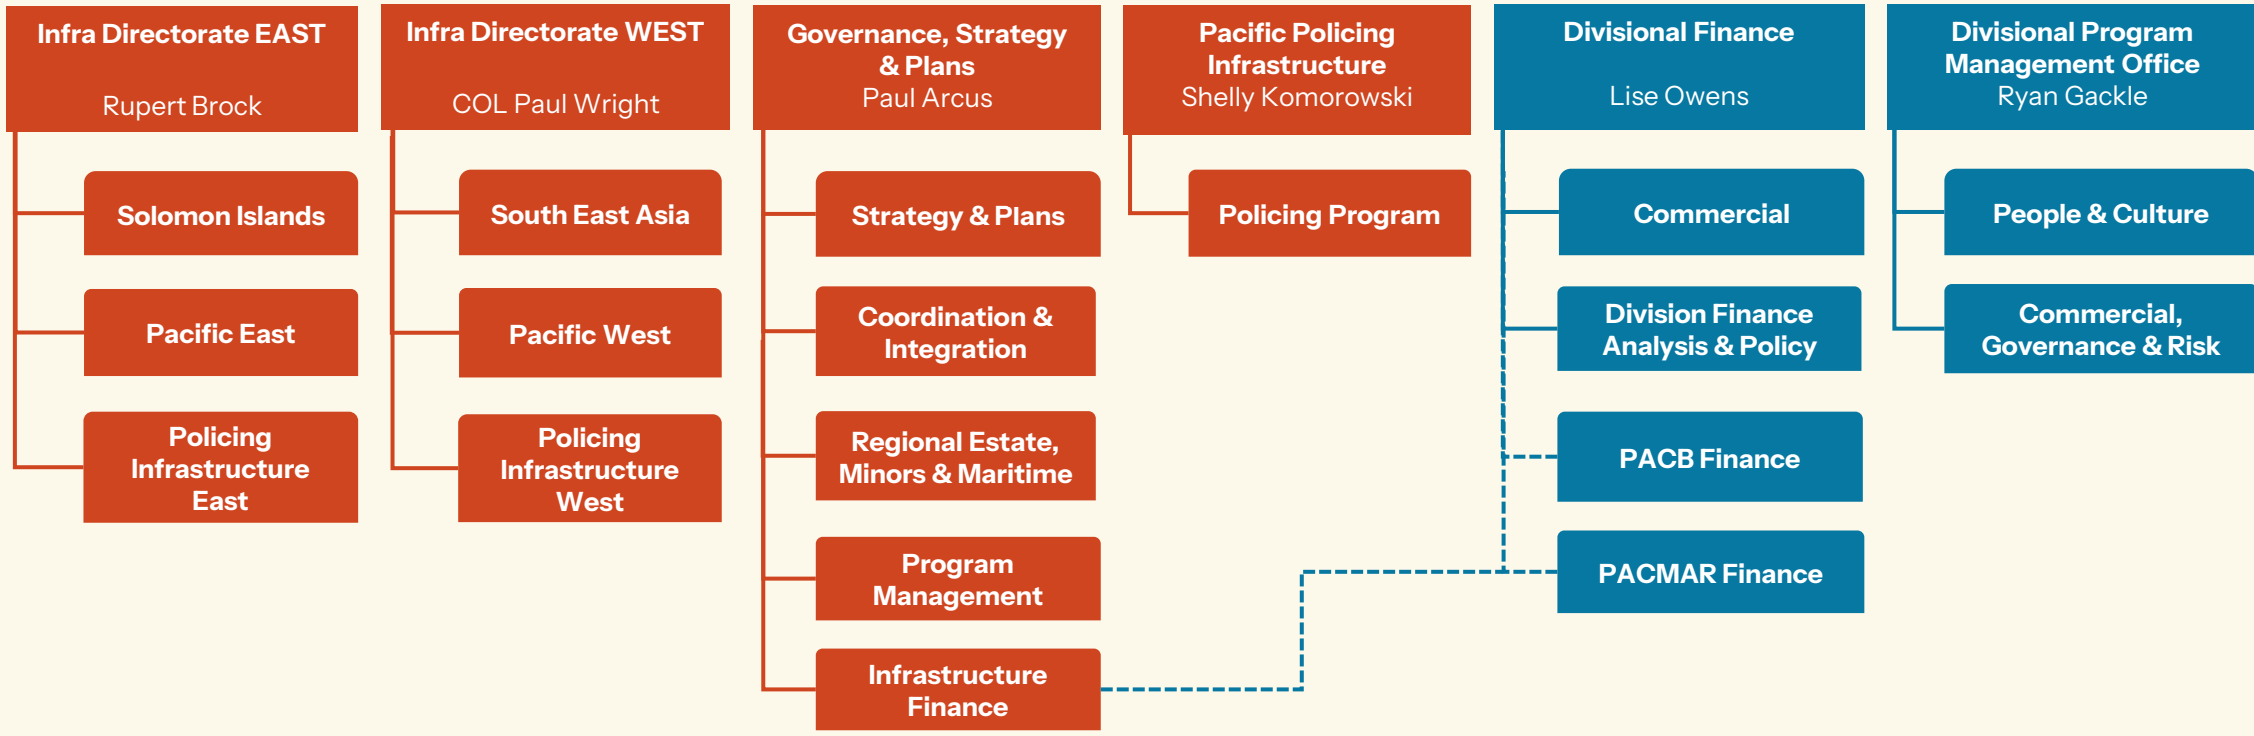 Infra Directorate EAST
Rupert Brock
Solomon Islands
Pacific East
Policing
Infrastructure
East
Infra Directorate WEST
COL Paul Wright
South East Asia
Pacific West
Policing
Infrastructure
West
Governance, Strategy
& Plans
Paul Arcus
Strategy & Plans
Coordination &
Integration
Regional Estate,
Minors & Maritime
Program
Management
Infrastructure
Finance
Pacific Policing
Infrastructure
Shelly Komorowski
Policing Program
Divisional Finance
Lise Owens
Commercial
Division Finance
Analysis & Policy
PACB Finance
PACMAR Finance
Divisional Program
Management Office
Ryan Gackle
People & Culture
Commercial,
Governance & Risk